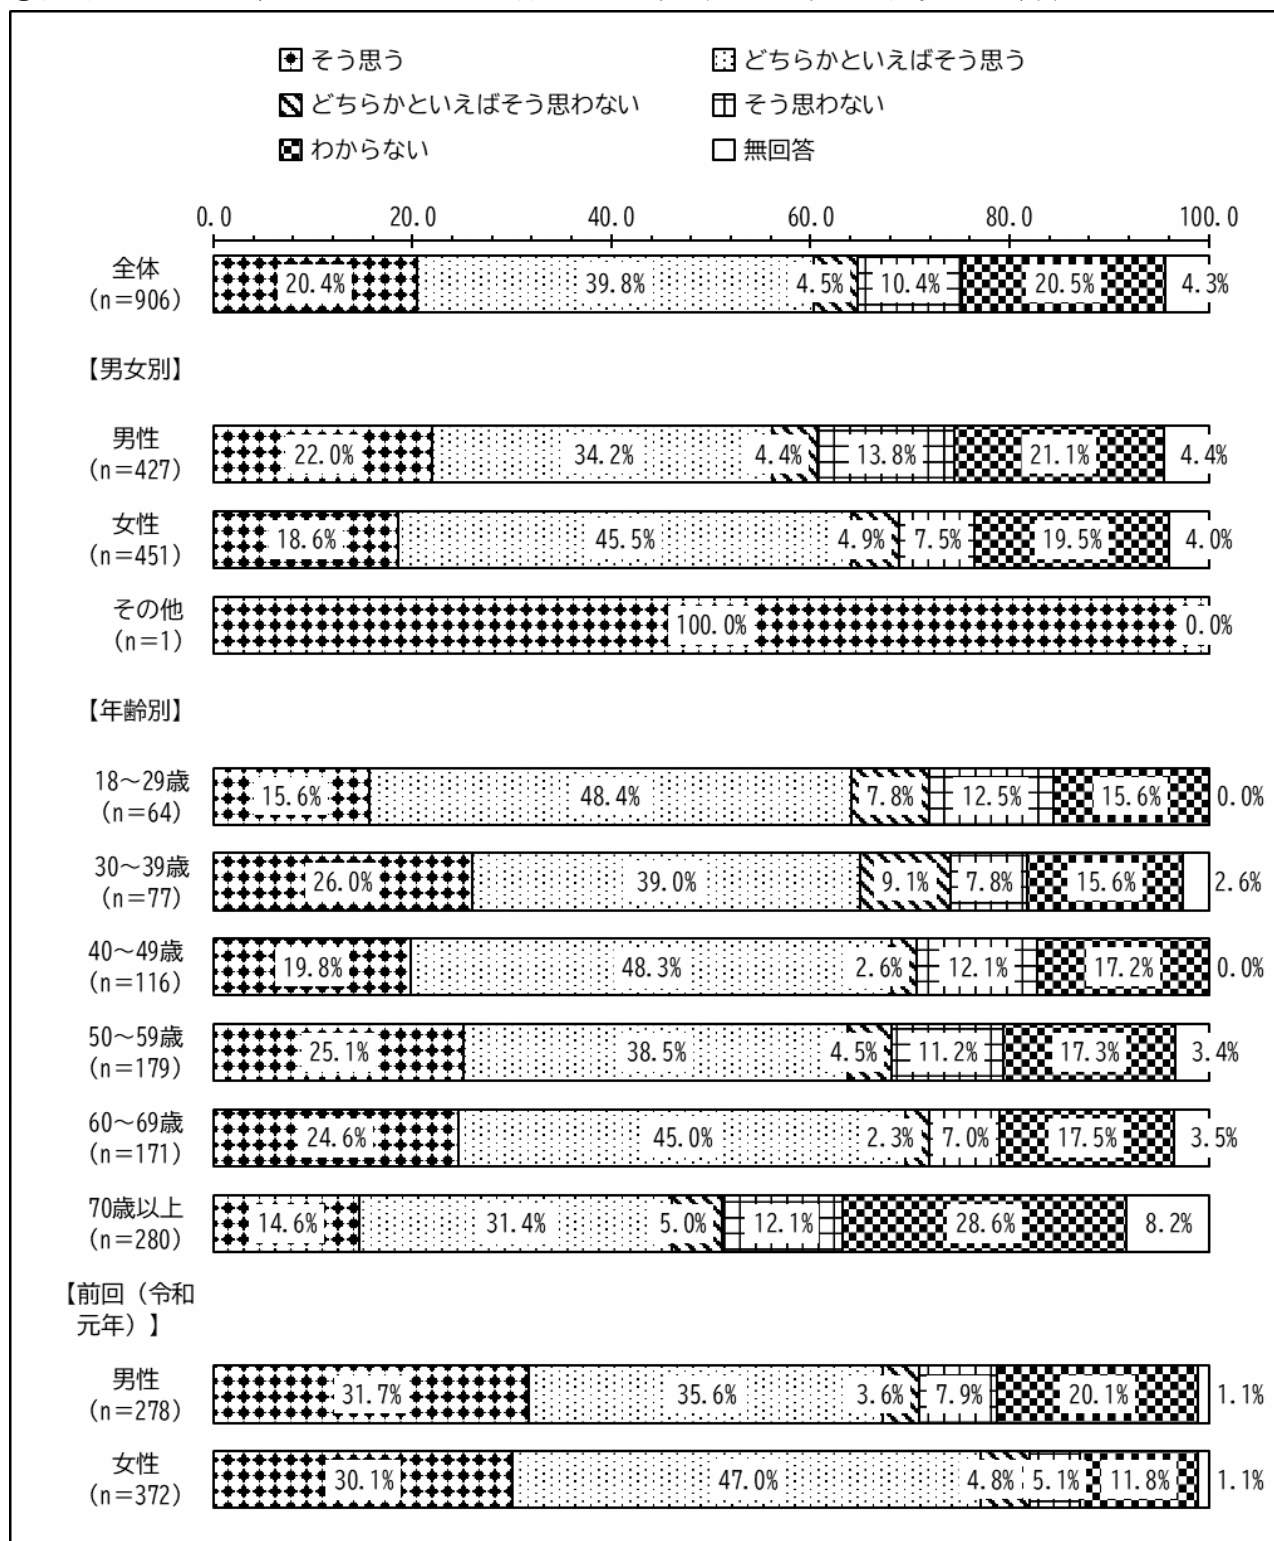 そう思う どちらかといえばそう思う
どちらかといえばそう思わない そう思わない
わからない 無回答
0.0 20.0 40.0 60.0 80.0 100.0
全体
(n=906)
20.4% 39.8% 4.5% 10.4% 20.5% 4.3%
【男女別】
男性
(n=427)
22.0% 34.2% 4.4% 13.8% 21.1% 4.4%
女性
(n=451)
18.6% 45.5% 4.9% 7.5% 19.5% 4.0%
その他
(n=1)
100.0% 0.0%
【年齢別】
18~29歳
(n=64)
15.6% 48.4% 7.8% 12.5% 15.6% 0.0%
30~39歳
(n=77)
26.0% 39.0% 9.1% 7.8% 15.6% 2.6%
40~49歳
(n=116)
19.8% 48.3% 2.6% 12.1% 17.2% 0.0%
50~59歳
(n=179)
25.1% 38.5% 4.5% 11.2% 17.3% 3.4%
60~69歳
(n=171)
24.6% 45.0% 2.3% 7.0% 17.5% 3.5%
70歳以上
(n=280)
14.6% 31.4% 5.0% 12.1% 28.6% 8.2%
【前回(令和
元年)】
男性
(n=278)
31.7% 35.6% 3.6% 7.9% 20.1% 1.1%
女性
(n=372)
30.1% 47.0% 4.8% 5.1% 11.8% 1.1%